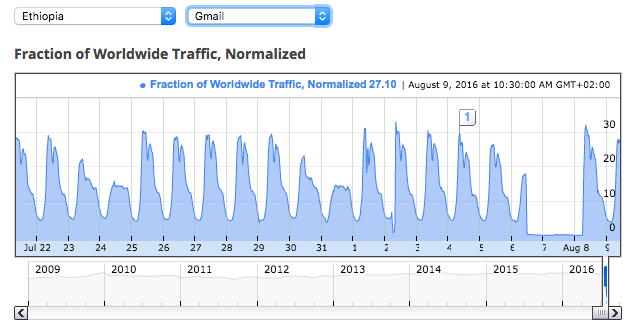 Ethiopia Gmail
Fraction of Worldwide Traffic, Normalized
Fraction of Worldwide Traffic, Normalized 27.10 | August 9, 2016 at 10:30:00 AM GMT+02:00
1
30
20
10
0
Jul 22 23 24 25 26 27 28 29 30 31 1 2 3 4 5 6 7 Aug 8 9
2009 2010 2011 2012 2013 2014 2015 2016